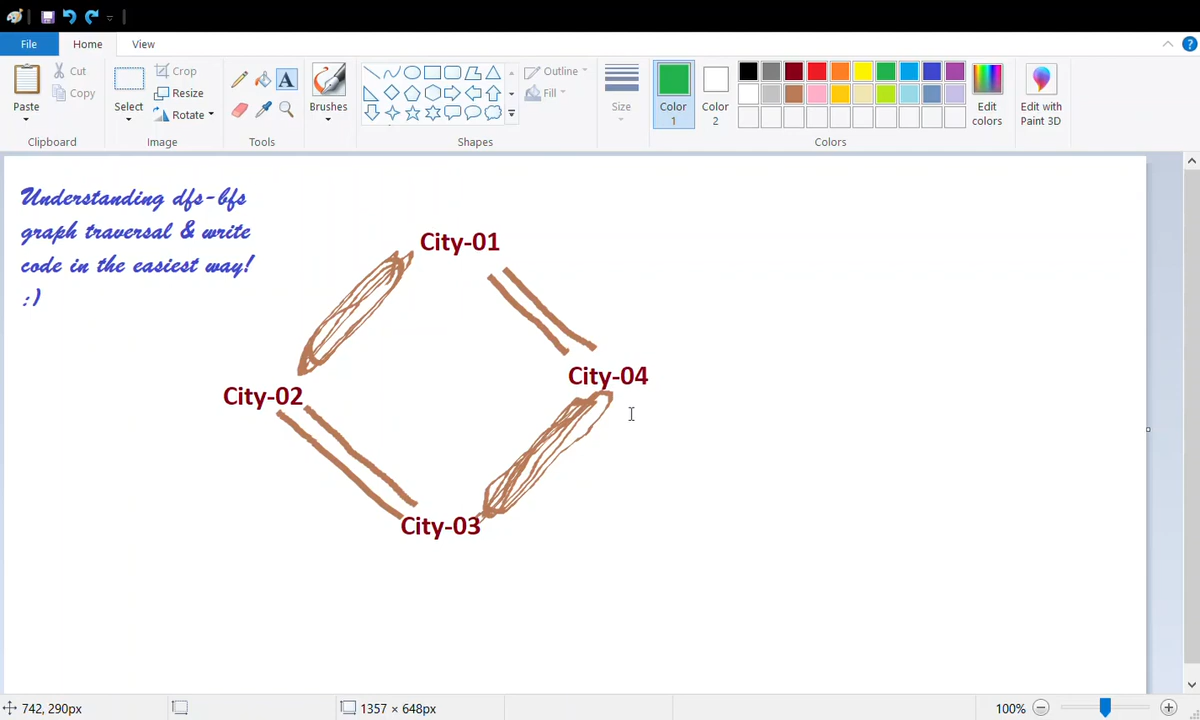 File Home View
Paste
Cut
Copy
Clipboard
Select
Crop
Resize
Rotate
Image
A
Tools
Brushes
Outline
Fill
Shapes
Size
Color 1
Color 2
Edit colors
Colors
Edit with Paint 3D
?
Understanding dfs-bfs
graph traversal & write
code in the easiest way!
:)
City-01
City-04
City-02
City-03
742, 290px
1357 × 648px
100%